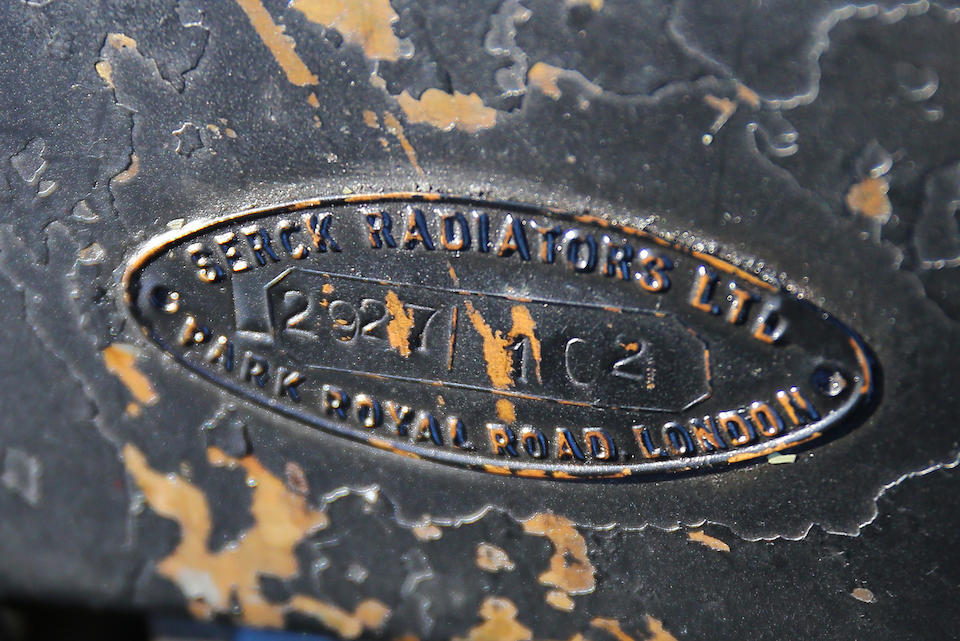 SERCK RADIATORS LTD
2927/1C2
PARK ROYAL ROAD. LONDON